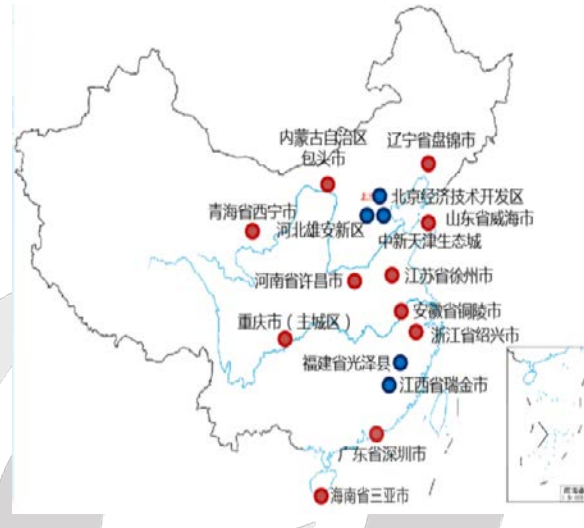 内蒙古自治区
包头市
辽宁省盘锦市
北京经济技术开发区
青海省西宁市
河北雄安新区
山东省威海市
中新天津生态城
河南省许昌市
江苏省徐州市
安徽省铜陵市
重庆市（主城区）
浙江省绍兴市
福建省光泽县
江西省瑞金市
广东省深圳市
海南省三亚市